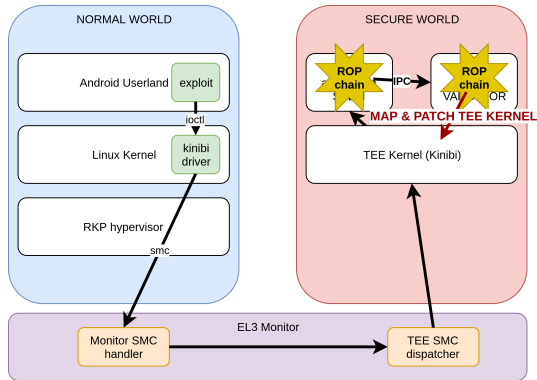 NORMAL WORLD
SECURE WORLD
Android Userland
exploit
ROP
chain
IPC
ROP
chain
ioctl
MAP & PATCH TEE KERNEL
Linux Kernel
kinibi
driver
TEE Kernel (Kinibi)
RKP hypervisor
smc
EL3 Monitor
Monitor SMC
handler
TEE SMC
dispatcher